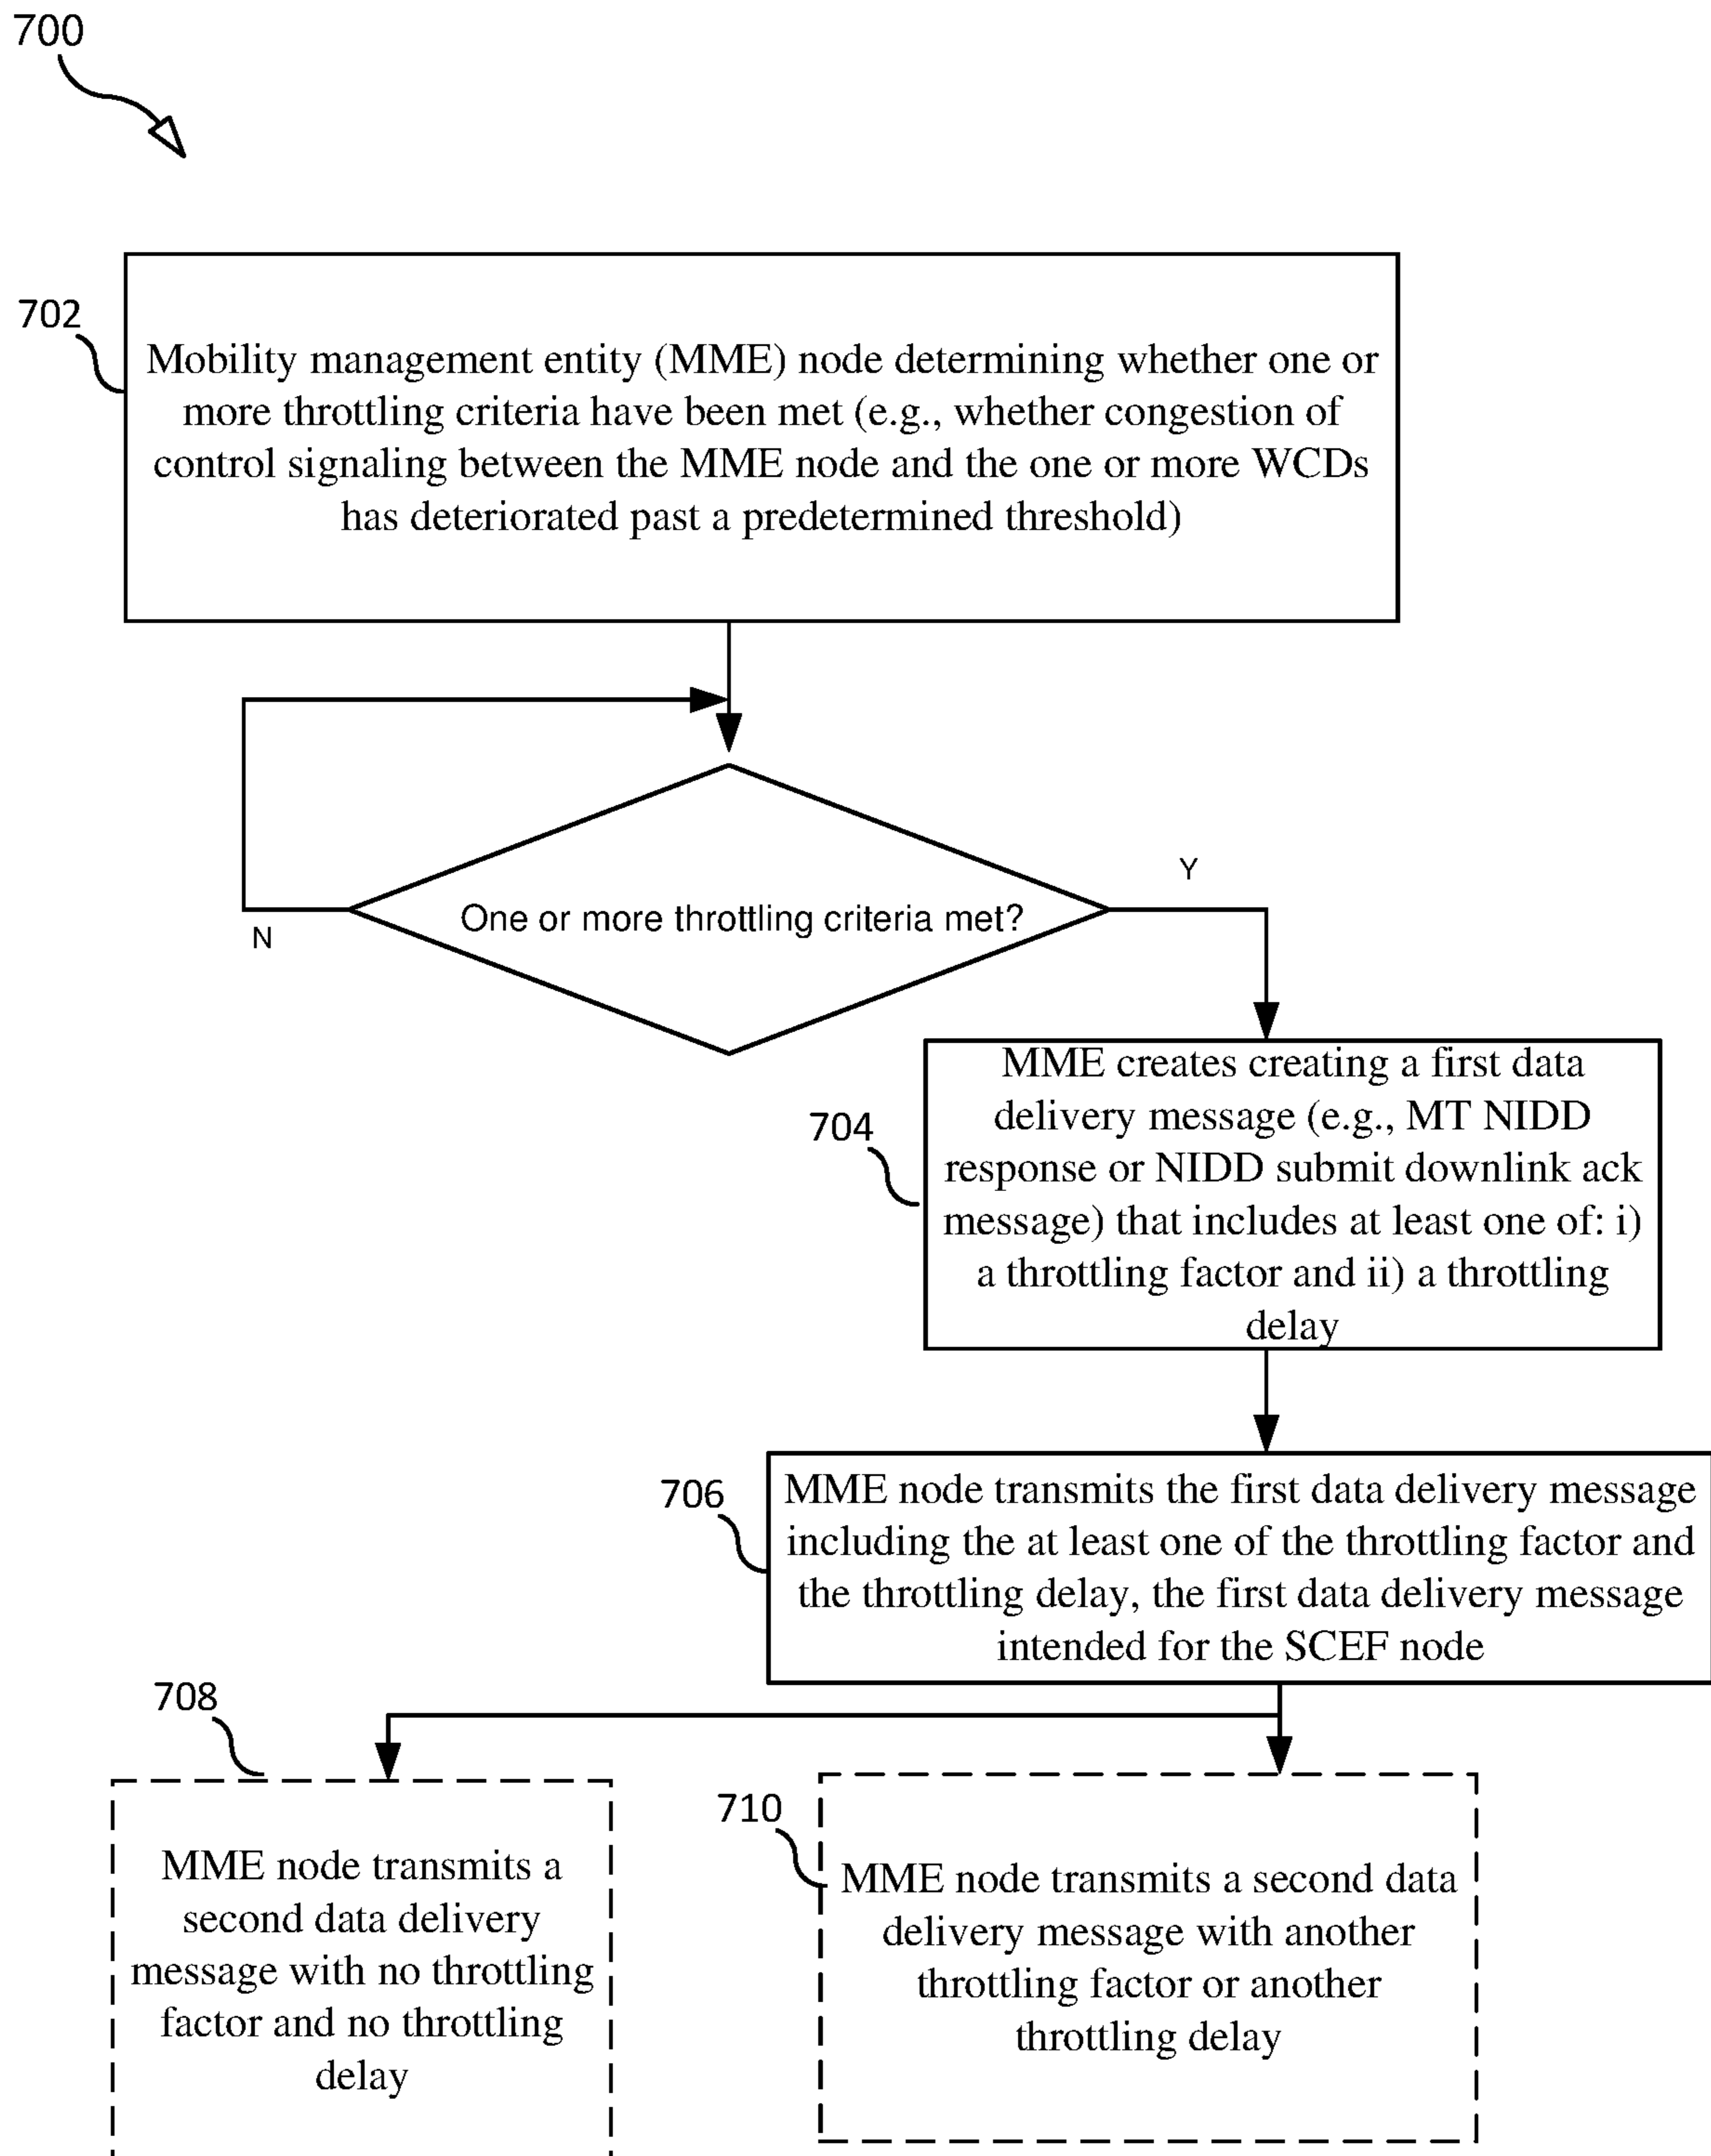 700
702
Mobility management entity (MME) node determining whether one or
more throttling criteria have been met (e.g., whether congestion of
control signaling between the MME node and the one or more WCDs
has deteriorated past a predetermined threshold)
Y
One or more throttling criteria met?
N
704
MME creates creating a first data
delivery message (e.g., MT NIDD
response or NIDD submit downlink ack
message) that includes at least one of: i)
a throttling factor and ii) a throttling
delay
706
MME node transmits the first data delivery message
including the at least one of the throttling factor and
the throttling delay, the first data delivery message
intended for the SCEF node
708
MME node transmits a
second data delivery
message with no throttling
factor and no throttling
delay
710
MME node transmits a second data
delivery message with another
throttling factor or another
throttling delay